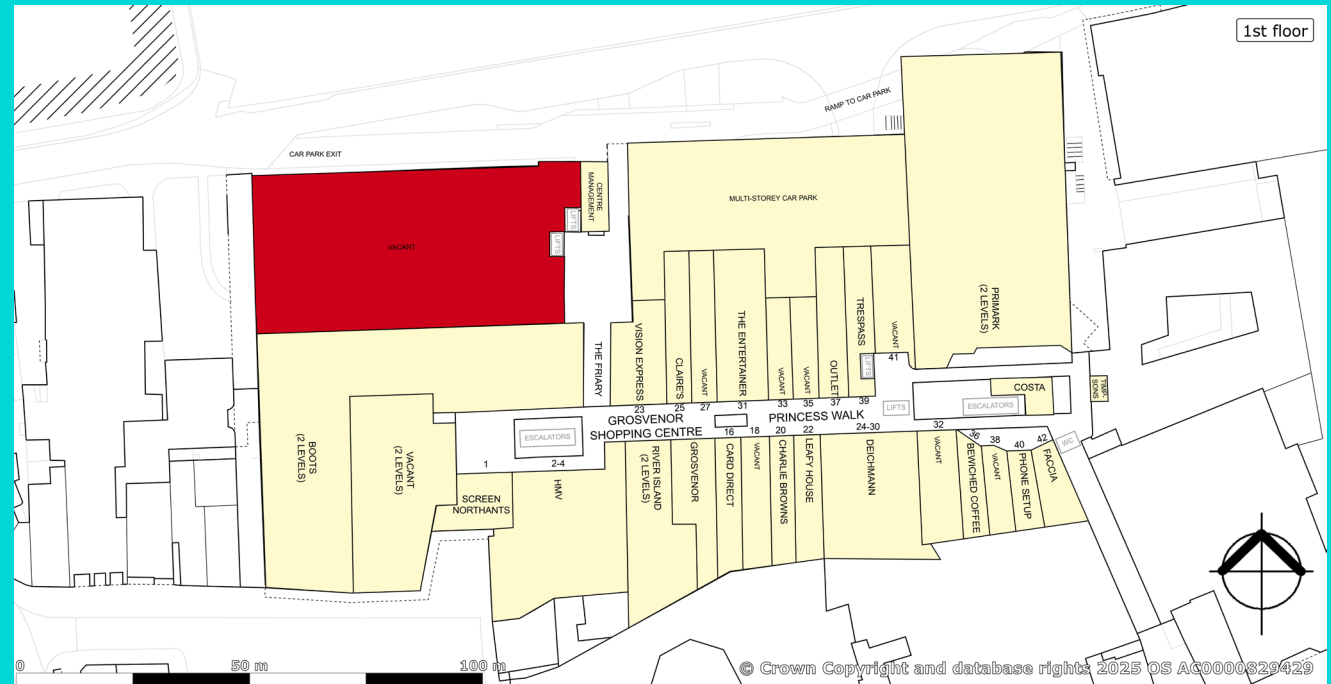 1st floor
RAMP TO CAR PARK
CAR PARK EXIT
CENTRE
MANAGEMENT
MULTI-STOREY CAR PARK
LIFTS
LIFTS
VACANT
PRIMARK
(2 LEVELS)
THE FRIARY
VISION EXPRESS
CLAIRE'S
VACANT
THE ENTERTAINER
VACANT
VACANT
OUTLET
TRESPASS
VACANT
LIFTS
41
23
25
27
31
33
35
37
39
COSTA
TIMP-
SONS
LIFTS
ESCALATORS
GROSVENOR
SHOPPING CENTRE
PRINCESS WALK
ESCALATORS
1
2-4
16
18
20
22
24-30
32
36
38
40
42
WC
BOOTS
(2 LEVELS)
VACANT
(2 LEVELS)
SCREEN
NORTHANTS
HMV
RIVER ISLAND
(2 LEVELS)
GROSVENOR
CARD DIRECT
VACANT
CHARLIE BROWNS
LEAFY HOUSE
DEICHMANN
VACANT
BEWICHED COFFEE
VACANT
PHONE SETUP
FACCIA
0
50 m
100 m
© Crown Copyright and database rights 2025 OS AC0000829429